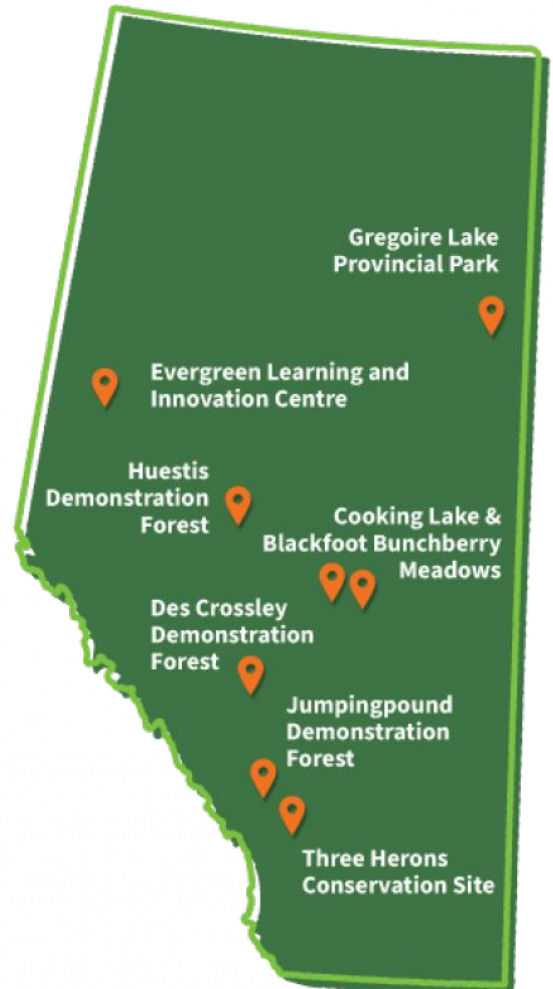 Gregoire Lake
Provincial Park
Evergreen Learning and
Innovation Centre
Huestis
Demonstration
Forest
Cooking Lake &
Blackfoot Bunchberry
Meadows
Des Crossley
Demonstration
Forest
Jumpingpound
Demonstration
Forest
Three Herons
Conservation Site